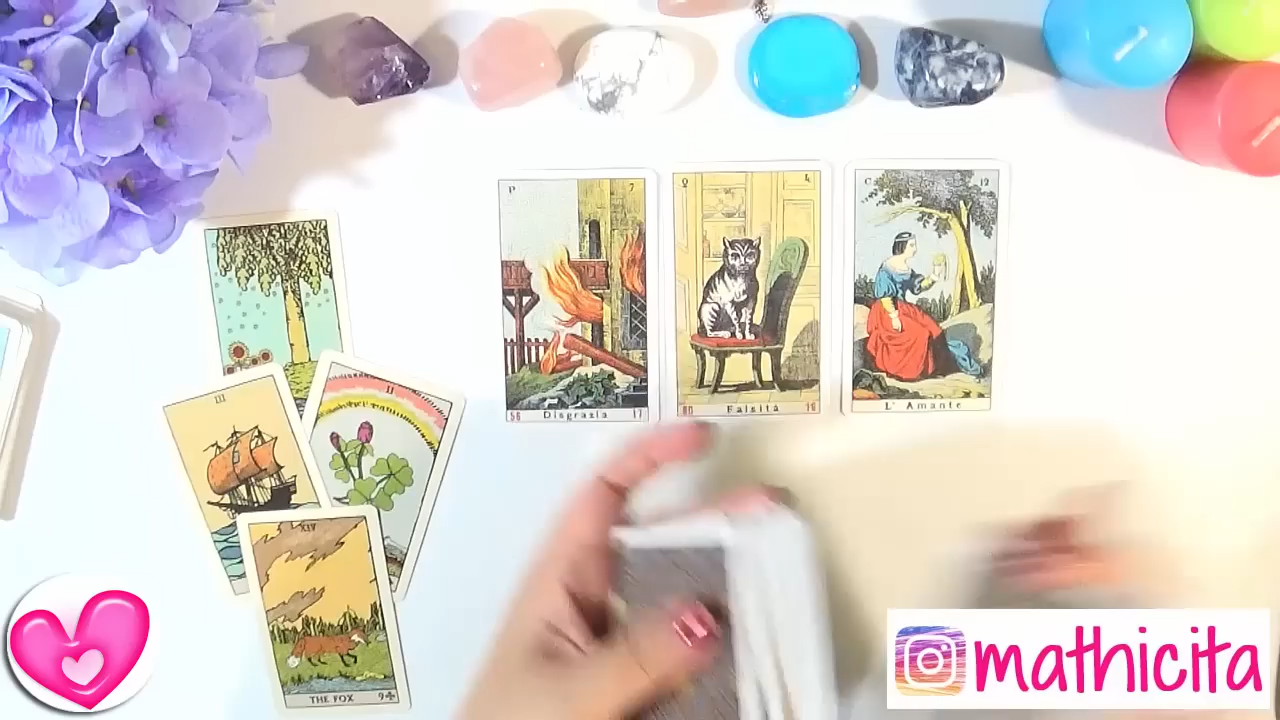 P 7
56 Disgrazia 17
Q 4
80 Falsità 16
C 12
L' Amante
III
II
XIV
THE FOX 9♣
mathicita